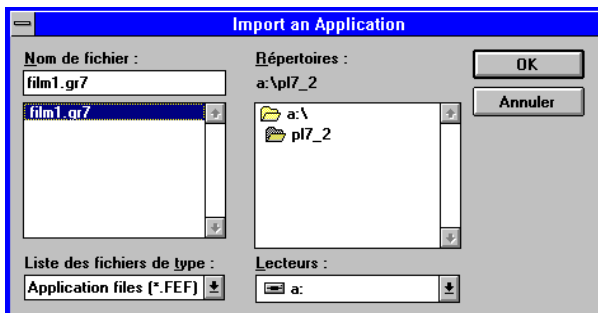 Import an Application
Nom de fichier :
film1.gr7
film1.gr7
Liste des fichiers de type :
Application files (*.FEF)
Répertoires :
a:\pl7_2
a:\
pl7_2
Lecteurs :
a:
OK
Annuler